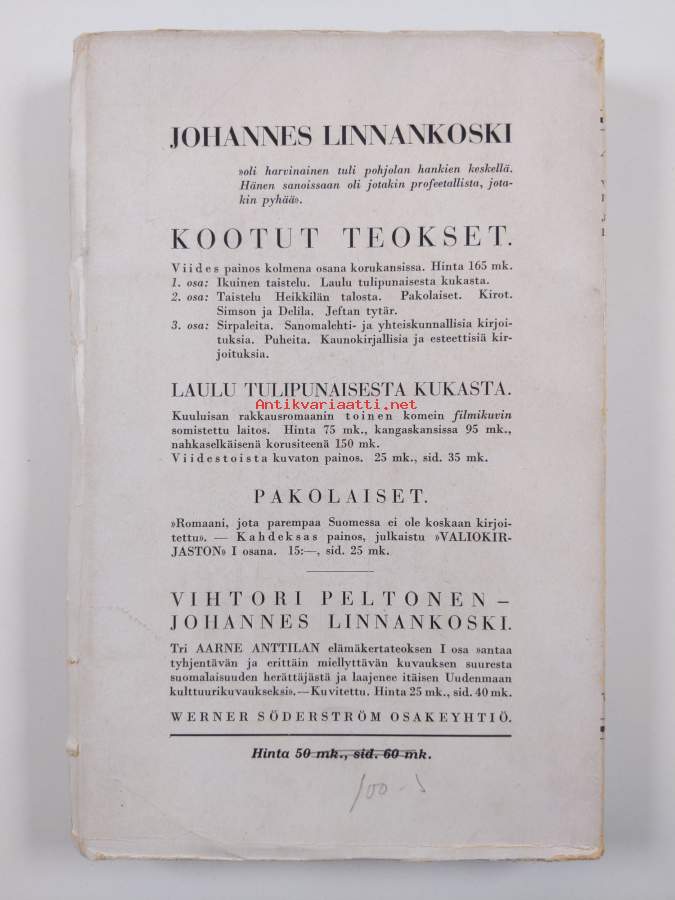 JOHANNES LINNANKOSKI
»oli harvinainen tuli pohjolan hankien keskellä.
Hänen sanoissaan oli jotakin profeetallista, jota-
kin pyhää».
KOOTUT TEOKSET.
Viides painos kolmena osana korukansissa. Hinta 165 mk.
1. osa: Ikuinen taistelu. Laulu tulipunaisesta kukasta.
2. osa: Taistelu Heikkilän talosta. Pakolaiset. Kirot.
Simson ja Delila. Jeftan tytär.
3. osa: Sirpaleita. Sanomalehti- ja yhteiskunnallisia kirjoi-
tuksia. Puheita. Kaunokirjallisia ja esteettisiä kir-
joituksia.
LAULU TULIPUNAISESTA KUKASTA.
Antikvariaatti.net
Kuuluisan rakkausromaanin toinen komein filmikuvin
somistettu laitos. Hinta 75 mk., kangaskansissa 95 mk.,
nahkaselkäisenä korusiteenä 150 mk.
Viidestoista kuvaton painos. 25 mk., sid. 35 mk.
PAKOLAISET.
»Romaani, jota parempaa Suomessa ei ole koskaan kirjoi-
tettu». — Kahdeksas painos, julkaistu »VALIOKIR-
JASTON» I osana. 15:—, sid. 25 mk.
VIHTORI PELTONEN –
JOHANNES LINNANKOSKI.
Tri AARNE ANTTILAN elämäkertateoksen I osa »antaa
tyhjentävän ja erittäin miellyttävän kuvauksen suuresta
suomalaisuuden herättäjästä ja laajenee itäisen Uudenmaan
kulttuurikuvaukseksi».—Kuvitettu. Hinta 25 mk., sid. 40 mk.
WERNER SÖDERSTRÖM OSAKEYHTIÖ.
Hinta 50 mk., sid. 60 mk.
100